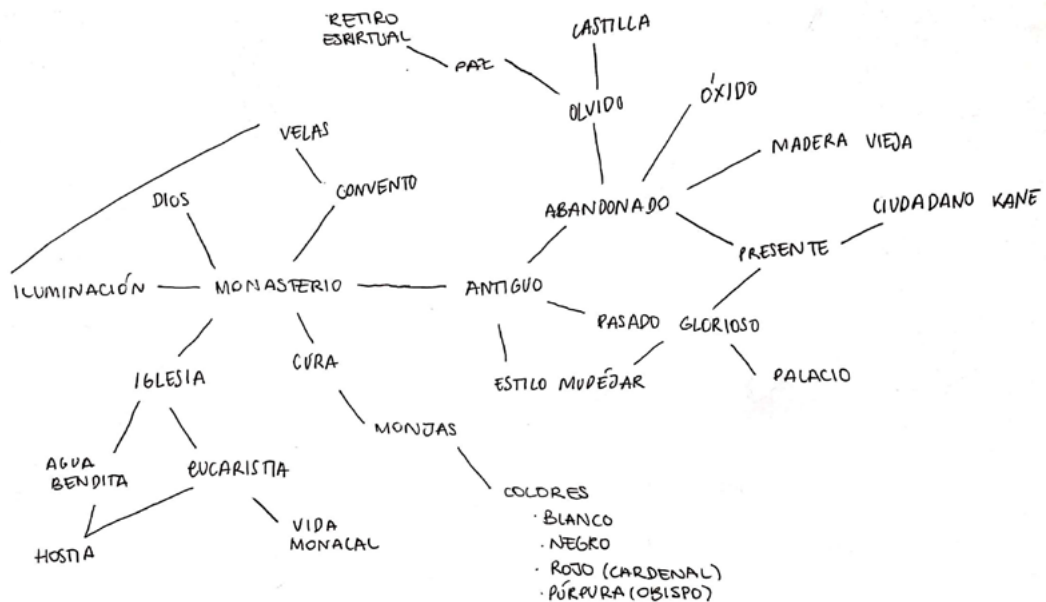 RETIRO
ESRIRTUAL
CASTILLA
PAZ
OLVIDO
ÓXIDO
VELAS
MADERA VIEJA
DIOS
CONVENTO
ABANDONADO
CIUDADANO KANE
PRESENTE
ILUMINACIÓN
MONASTERIO
ANTIGUO
PASADO GLORIOSO
CURA
IGLESIA
ESTILO MUDÉJAR
PALACIO
MONJAS
AGUA
BENDITA
EUCARISTIA
COLORES
· BLANCO
· NEGRO
· ROJO (CARDENAL)
· PÚRPURA (OBISPO)
VIDA
MONACAL
HOSTIA